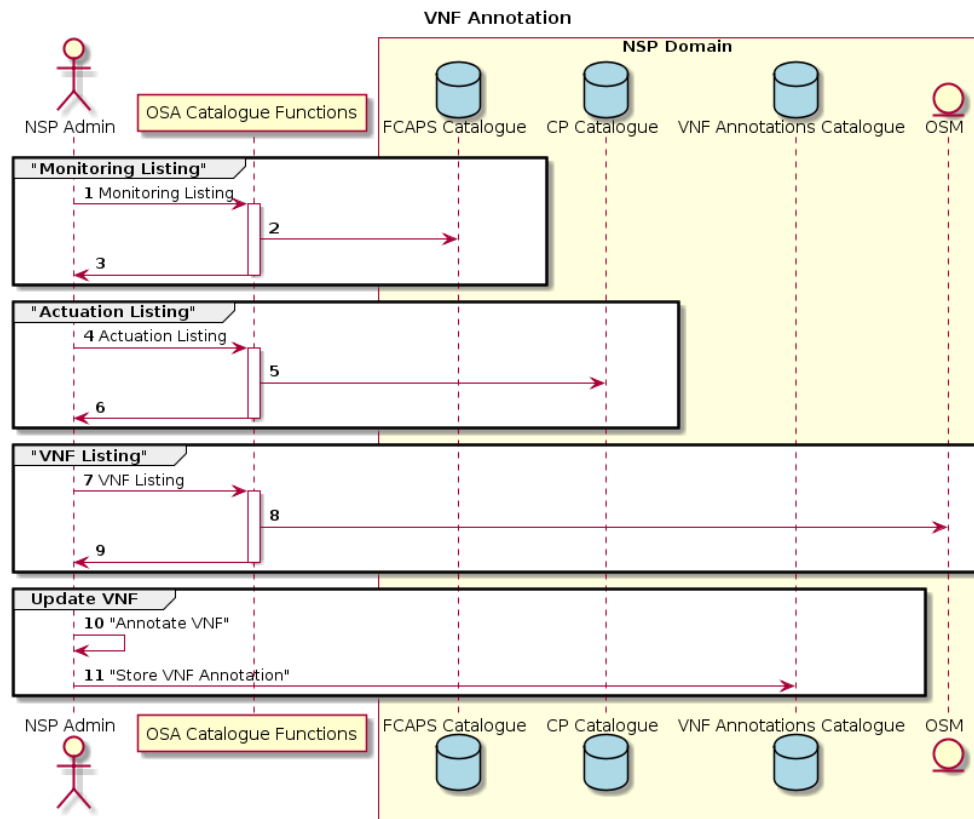 VNF Annotation
NSP Domain
NSP Admin
OSA Catalogue Functions
FCAPS Catalogue
CP Catalogue
VNF Annotations Catalogue
OSM
"Monitoring Listing"
1 Monitoring Listing
2
3
"Actuation Listing"
4 Actuation Listing
5
6
"VNF Listing"
7 VNF Listing
8
9
Update VNF
10 "Annotate VNF"
11 "Store VNF Annotation"
NSP Admin
OSA Catalogue Functions
FCAPS Catalogue
CP Catalogue
VNF Annotations Catalogue
OSM